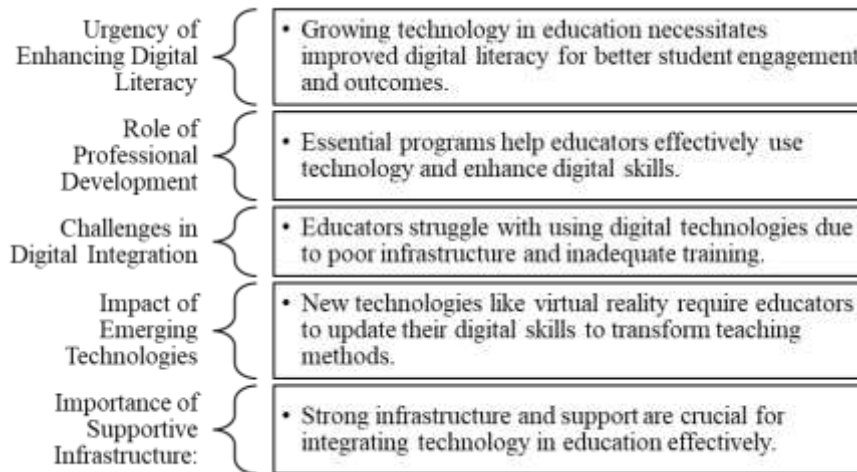 Urgency of
Enhancing Digital
Literacy
• Growing technology in education necessitates
improved digital literacy for better student engagement
and outcomes.
Role of
Professional
Development
• Essential programs help educators effectively use
technology and enhance digital skills.
Challenges in
Digital Integration
• Educators struggle with using digital technologies due
to poor infrastructure and inadequate training.
Impact of
Emerging
Technologies
• New technologies like virtual reality require educators
to update their digital skills to transform teaching
methods.
Importance of
Supportive
Infrastructure:
• Strong infrastructure and support are crucial for
integrating technology in education effectively.